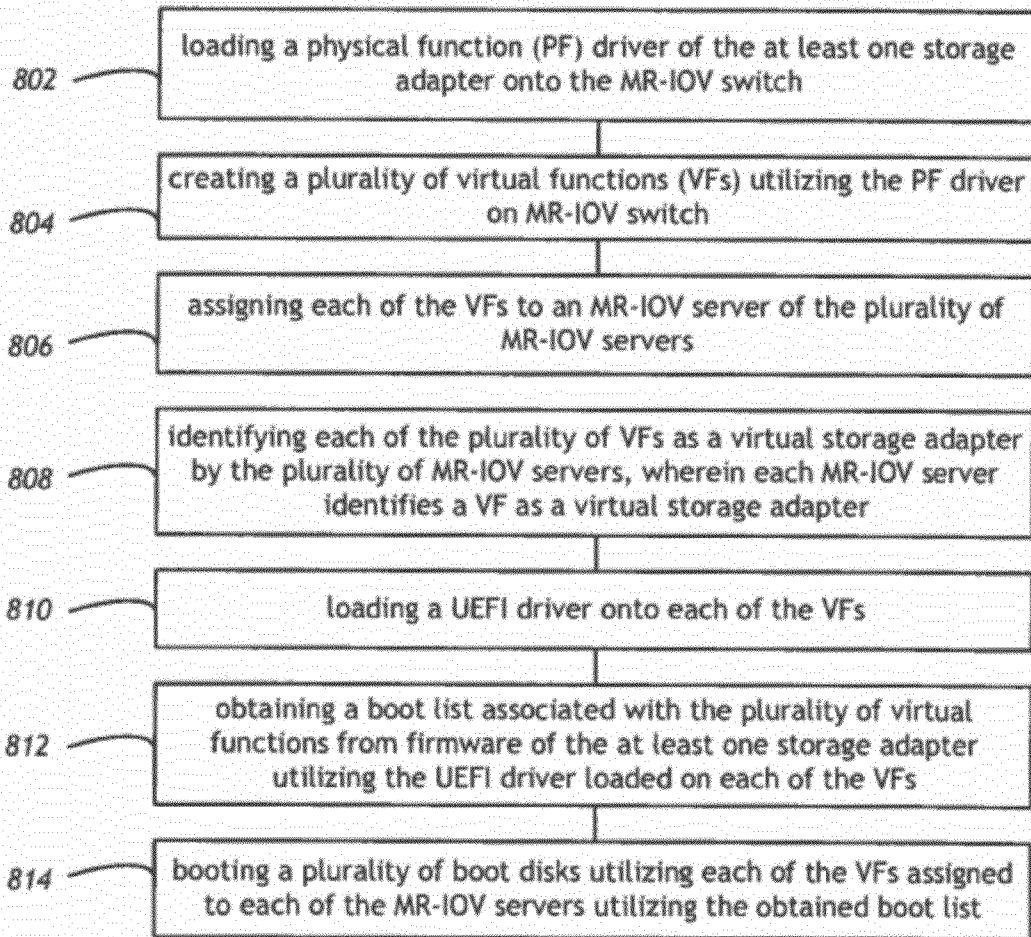 802
loading a physical function (PF) driver of the at least one storage
adapter onto the MR-IOV switch
804
creating a plurality of virtual functions (VFs) utilizing the PF driver
on MR-IOV switch
806
assigning each of the VFs to an MR-IOV server of the plurality of
MR-IOV servers
808
identifying each of the plurality of VFs as a virtual storage adapter
by the plurality of MR-IOV servers, wherein each MR-IOV server
identifies a VF as a virtual storage adapter
810
loading a UEFI driver onto each of the VFs
812
obtaining a boot list associated with the plurality of virtual
functions from firmware of the at least one storage adapter
utilizing the UEFI driver loaded on each of the VFs
814
booting a plurality of boot disks utilizing each of the VFs assigned
to each of the MR-IOV servers utilizing the obtained boot list